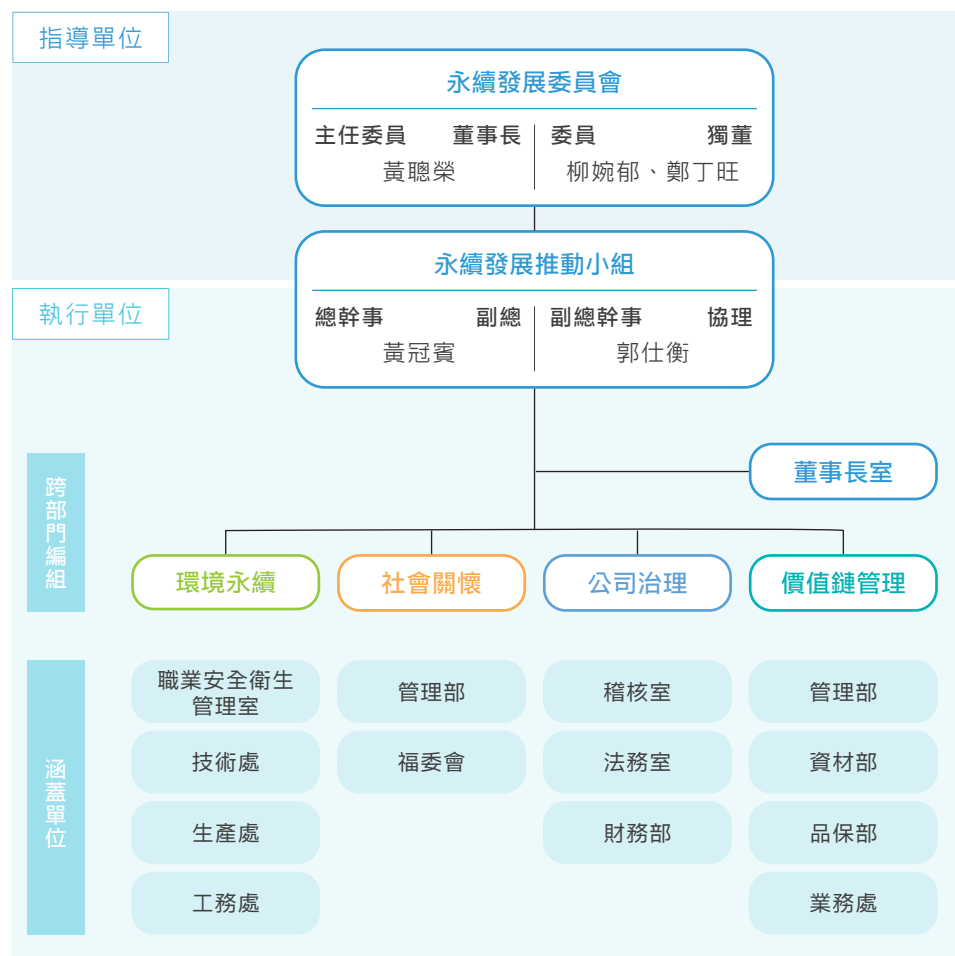 指導單位
永續發展委員會
主任委員 董事長 委員 獨董
黃聰榮 柳婉郁、鄭丁旺
永續發展推動小組
執行單位
總幹事 副總 副總幹事 協理
黃冠賓 郭仕衡
董事長室
跨部門編組
環境永續 社會關懷 公司治理 價值鏈管理
涵蓋單位
職業安全衛生
管理室
管理部 稽核室 管理部
技術處 福委會 法務室 資材部
生產處 財務部 品保部
工務處 業務處